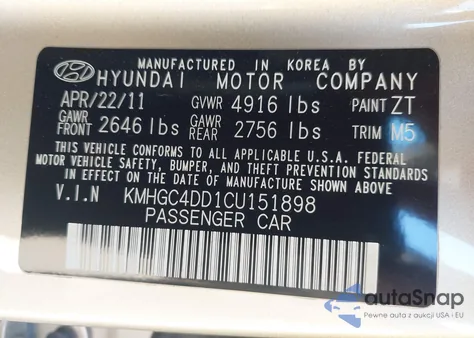 MANUFACTURED IN KOREA BY
HYUNDAI MOTOR COMPANY
APR/22/11 GVWR 4916 lbs PAINT ZT
GAWR FRONT 2646 lbs GAWR REAR 2756 lbs TRIM M5
THIS VEHICLE CONFORMS TO ALL APPLICABLE U.S.A. FEDERAL
MOTOR VEHICLE SAFETY, BUMPER, AND THEFT PREVENTION STANDARDS
IN EFFECT ON THE DATE OF MANUFACTURE SHOWN ABOVE
V.I.N KMHGC4DD1CU151898
PASSENGER CAR
autoSnap
Pewne auta z aukcji USA i EU